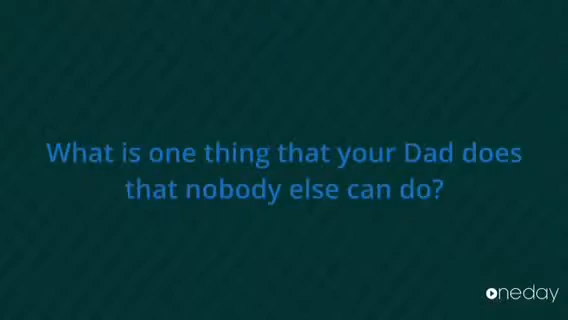 What is one thing that your Dad does
that nobody else can do?
oneday